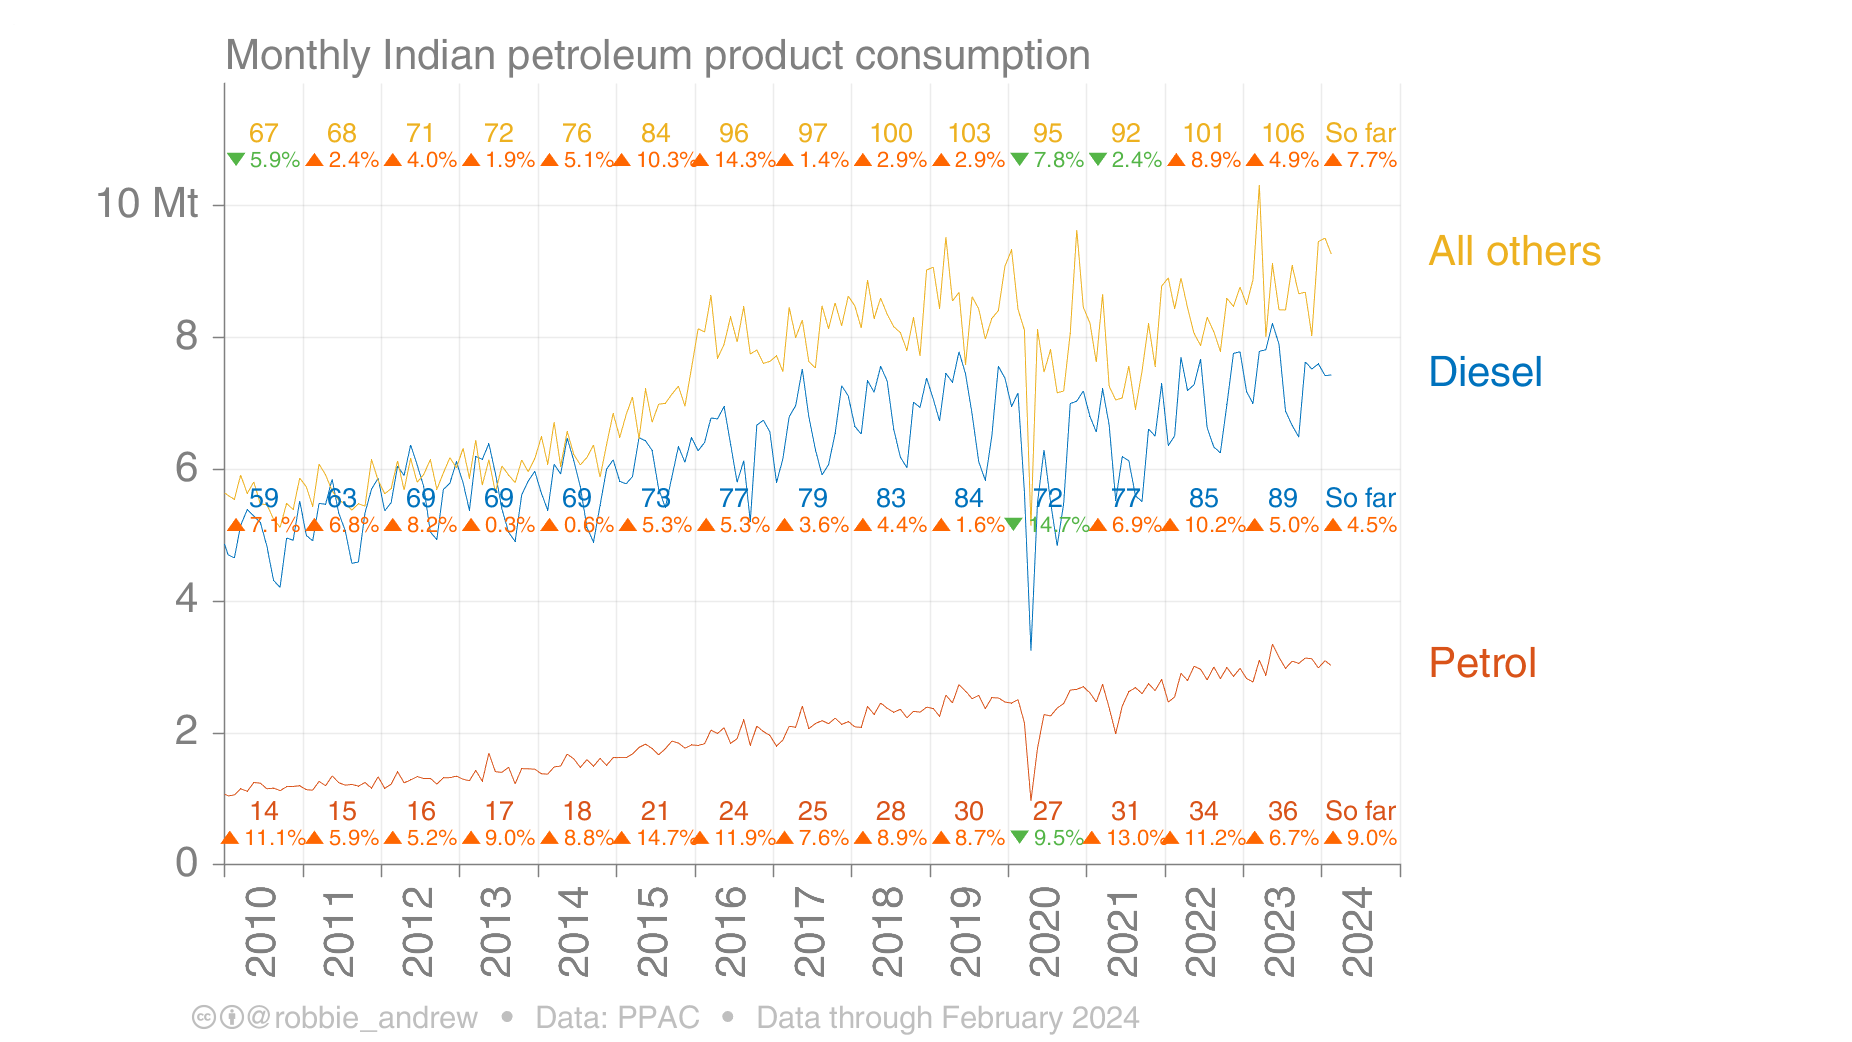 Monthly Indian petroleum product consumption
67 68 71 72 76 84 96 97 100 103 95 92 101 106 So far
▼5.9% ▲2.4% ▲4.0% ▲1.9% ▲5.1% ▲10.3% ▲14.3% ▲1.4% ▲2.9% ▲2.9% ▼7.8% ▼2.4% ▲8.9% ▲4.9% ▲7.7%
10 Mt
All others
8
Diesel
6
59 63 69 69 69 73 77 79 83 84 72 77 85 89 So far
▲7.1% ▲6.8% ▲8.2% ▲0.3% ▲0.6% ▲5.3% ▲5.3% ▲3.6% ▲4.4% ▲1.6% ▼14.7% ▲6.9% ▲10.2% ▲5.0% ▲4.5%
4
Petrol
2
14 15 16 17 18 21 24 25 28 30 27 31 34 36 So far
▲11.1% ▲5.9% ▲5.2% ▲9.0% ▲8.8% ▲14.7% ▲11.9% ▲7.6% ▲8.9% ▲8.7% ▼9.5% ▲13.0% ▲11.2% ▲6.7% ▲9.0%
0
2010 2011 2012 2013 2014 2015 2016 2017 2018 2019 2020 2021 2022 2023 2024
cc @robbie_andrew • Data: PPAC • Data through February 2024